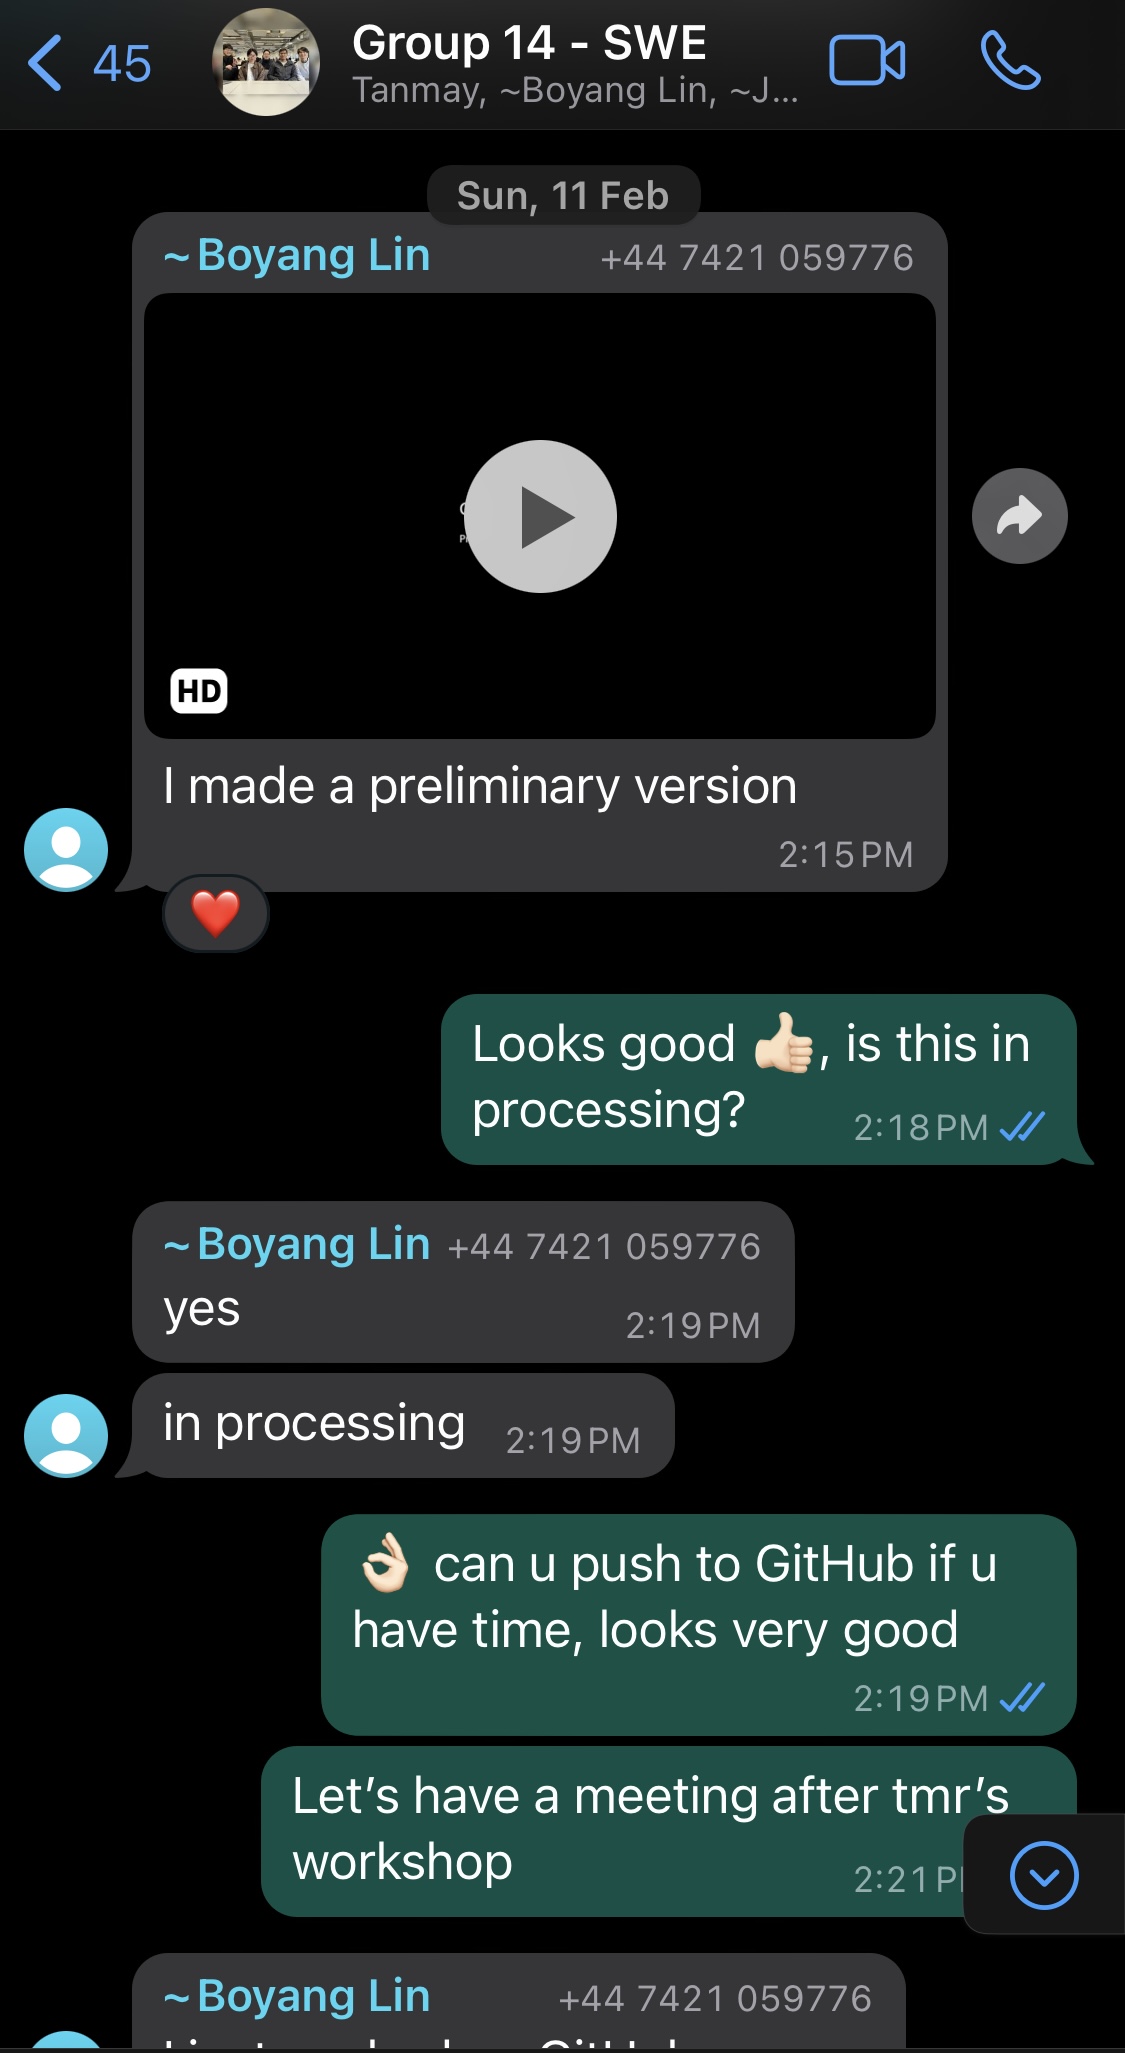 45
Group 14 - SWE
Tanmay, ~Boyang Lin, ~J...
Sun, 11 Feb
~Boyang Lin +44 7421 059776
HD
I made a preliminary version
2:15 PM
❤️
Looks good 👍🏻, is this in
processing? 2:18 PM
~Boyang Lin +44 7421 059776
yes 2:19 PM
in processing 2:19 PM
👌🏻 can u push to GitHub if u
have time, looks very good
2:19 PM
Let's have a meeting after tmr's
workshop 2:21
~Boyang Lin +44 7421 059776